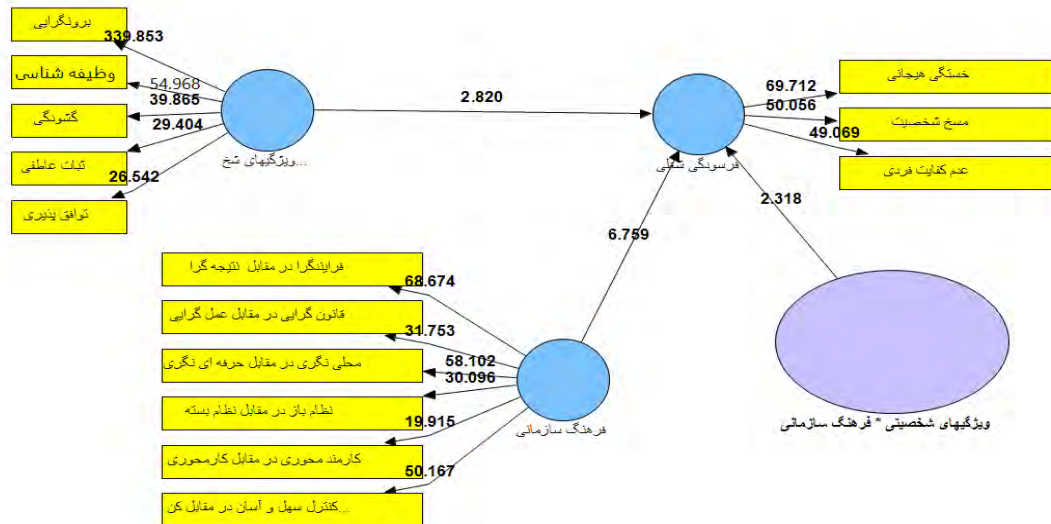 برونگرایی
339.853
وظیفه شناسی
54.968
39.865
گشودگی
29.404
ثبات عاطفی
26.542
توافق پذیری
ویژگیهای شخ...
2.820
69.712
خستگی هیجانی
50.056
مسخ شخصیت
49.069
عدم کفایت فردی
فرسودگی شغلی
2.318
6.759
فرایندگرا در مقابل نتیجه گرا
68.674
قانون گرایی در مقابل عمل گرایی
31.753
58.102
محلی نگری در مقابل حرفه ای نگری
30.096
نظام باز در مقابل نظام بسته
19.915
کارمند محوری در مقابل کارمحوری
50.167
کنترل سهل و آسان در مقابل کن...
فرهنگ سازمانی
ویژگیهای شخصیتی * فرهنگ سازمانی